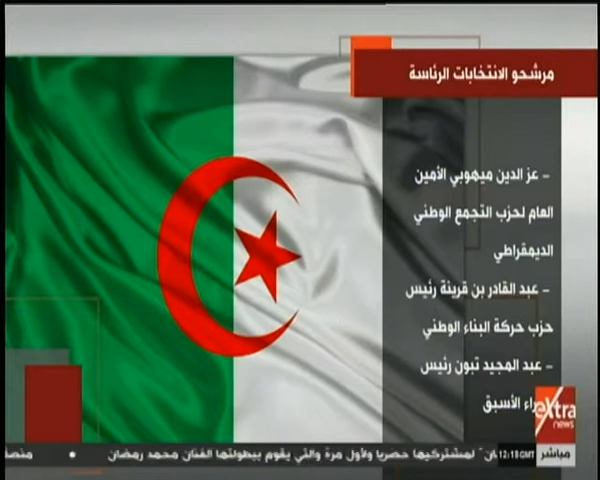 مرشحو الانتخابات الرئاسة
– عز الدين ميهوبي الأمين
العام لحزب التجمع الوطني
الديمقراطي
– عبد القادر بن قرينة رئيس
حزب حركة البناء الوطني
– عبد المجيد تبون رئيس
الأسبق
eXtra
news
مباشر
12:18 GMT
لمشتركيها حصريا ولأول مرة والتي يقوم ببطولتها الفنان محمد رمضان